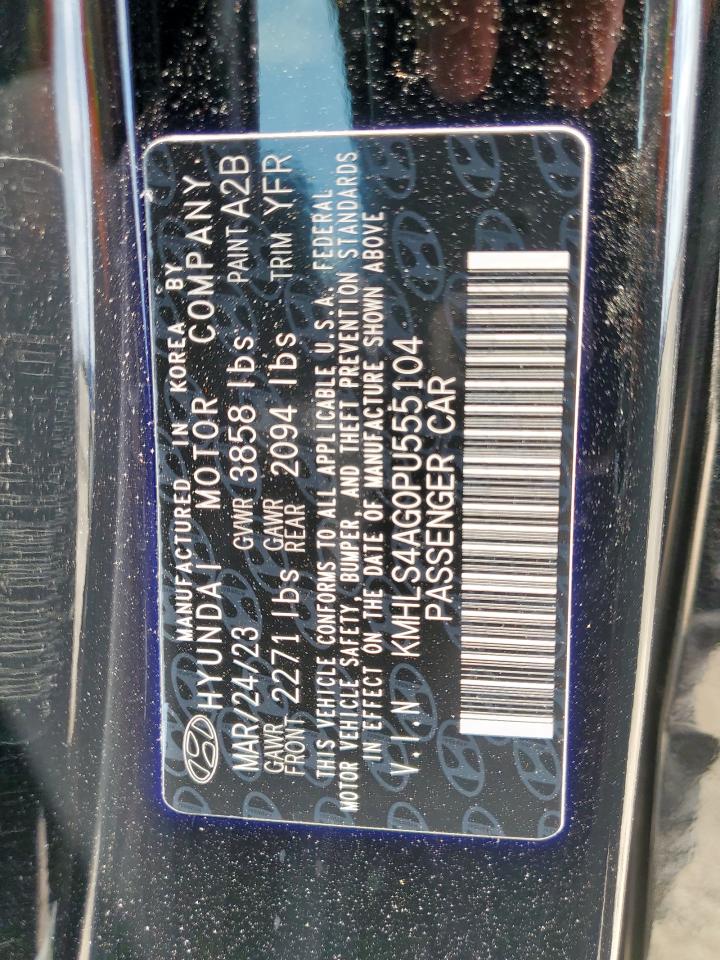 MANUFACTURED IN KOREA BY
HYUNDAI MOTOR COMPANY
MAR/24/23 GVWR 3858 lbs PAINT A2B
GAWR FRONT 2271 lbs GAWR REAR 2094 lbs TRIM YFR
THIS VEHICLE CONFORMS TO ALL APPLICABLE U.S.A. FEDERAL
MOTOR VEHICLE SAFETY, BUMPER, AND THEFT PREVENTION STANDARDS
IN EFFECT ON THE DATE OF MANUFACTURE SHOWN ABOVE
V.I.N. KMHLS4AG0PU555104
PASSENGER CAR